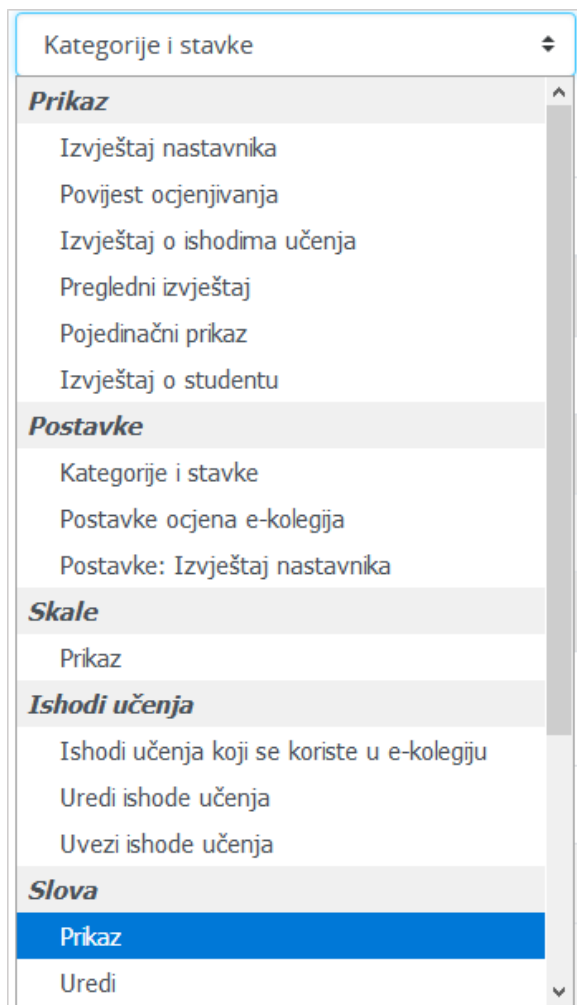 Kategorije i stavke
Prikaz
Izvještaj nastavnika
Povijest ocjenjivanja
Izvještaj o ishodima učenja
Pregledni izvještaj
Pojedinačni prikaz
Izvještaj o studentu
Postavke
Kategorije i stavke
Postavke ocjena e-kolegija
Postavke: Izvještaj nastavnika
Skale
Prikaz
Ishodi učenja
Ishodi učenja koji se koriste u e-kolegiju
Uredi ishode učenja
Uvezi ishode učenja
Slova
Prikaz
Uredi